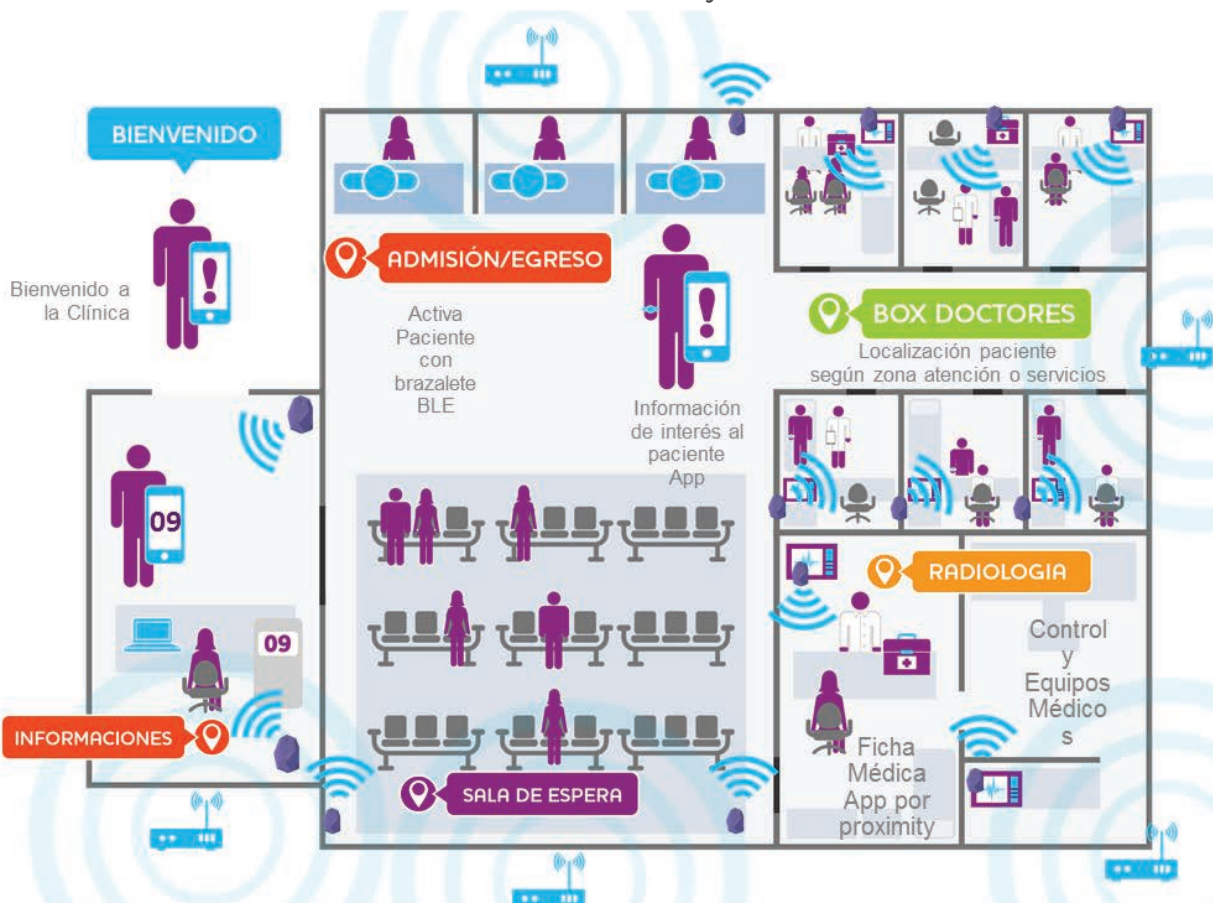 BIENVENIDO
Bienvenido a
la Clínica
ADMISIÓN/EGRESO
Activa
Paciente
con
brazalete
BLE
Información
de interés al
paciente
App
BOX DOCTORES
Localización paciente
según zona atención o servicios
09
09
INFORMACIONES
SALA DE ESPERA
RADIOLOGIA
Control
y
Equipos
Médico
s
Ficha
Médica
App por
proximity